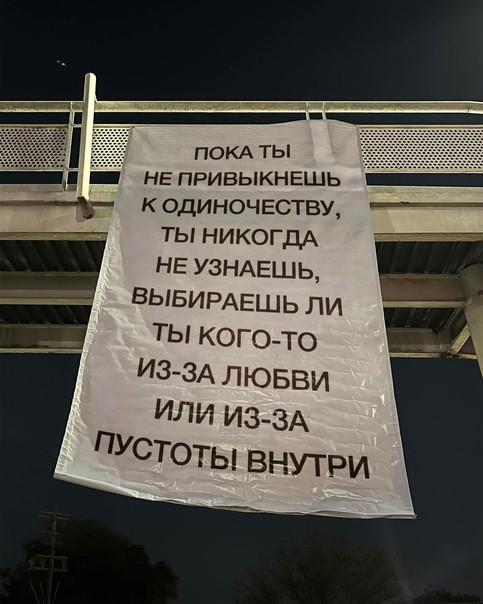 ПОКА ТЫ
НЕ ПРИВЫКНЕШЬ
К ОДИНОЧЕСТВУ,
ТЫ НИКОГДА
НЕ УЗНАЕШЬ,
ВЫБИРАЕШЬ ЛИ
ТЫ КОГО-ТО
ИЗ-ЗА ЛЮБВИ
ИЛИ ИЗ-ЗА
ПУСТОТЫ ВНУТРИ